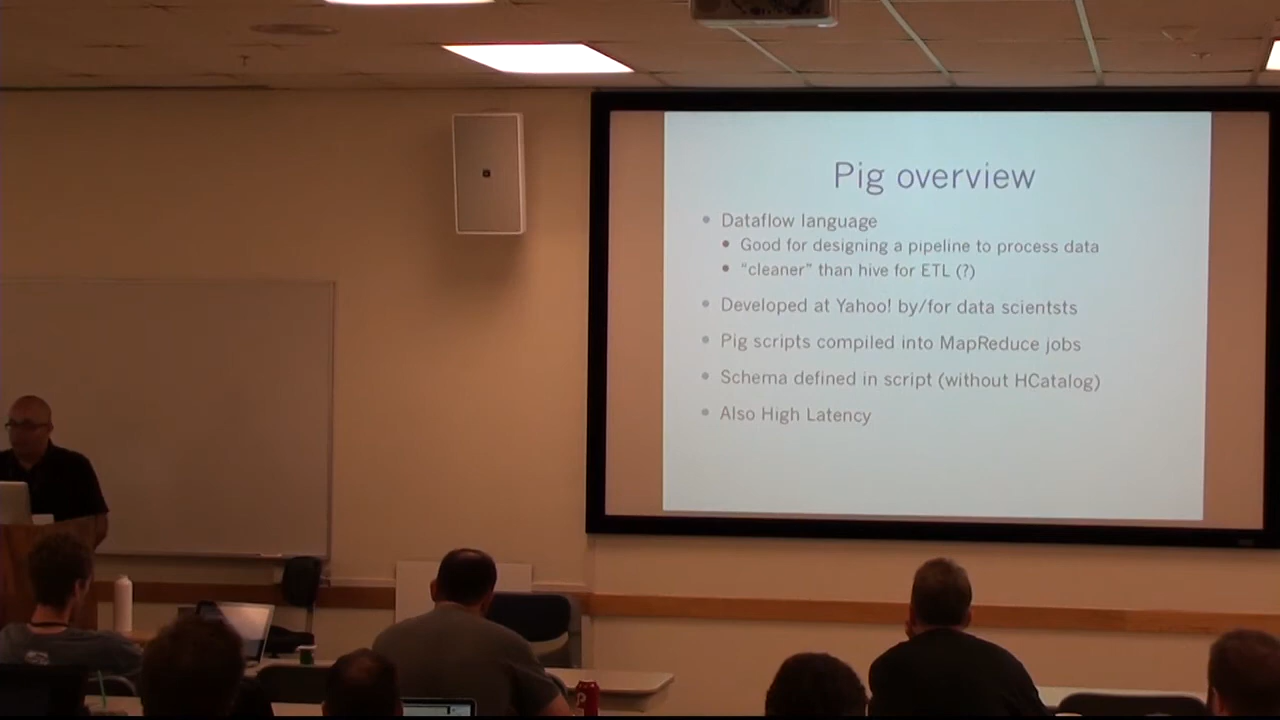 Pig overview
Dataflow language
Good for designing a pipeline to process data
“cleaner” than hive for ETL (?)
Developed at Yahoo! by/for data scientsts
Pig scripts compiled into MapReduce jobs
Schema defined in script (without HCatalog)
Also High Latency